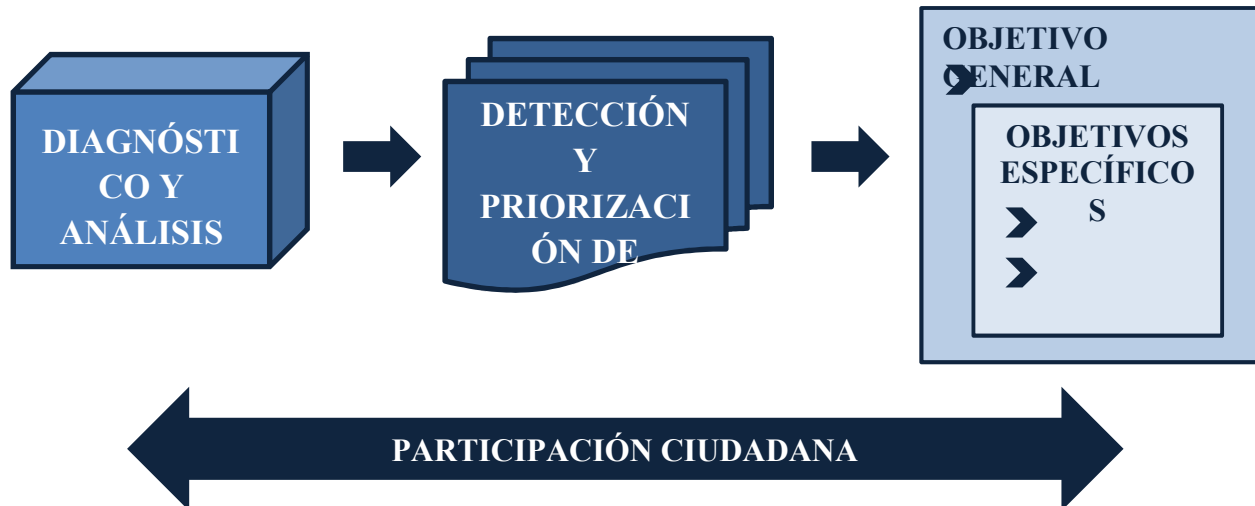 DIAGNÓSTI
CO Y
ANÁLISIS
DETECCIÓN
Y
PRIORIZACI
ÓN DE
OBJETIVO
GENERAL
OBJETIVOS
ESPECÍFICO
S
PARTICIPACIÓN CIUDADANA